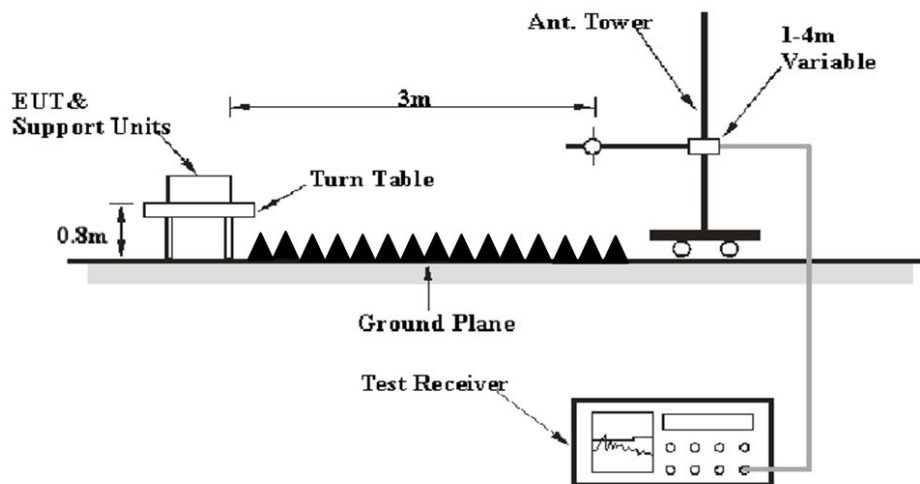 Ant. Tower
1-4m
Variable
EUT&
Support Units
3m
Turn Table
0.8m
Ground Plane
Test Receiver